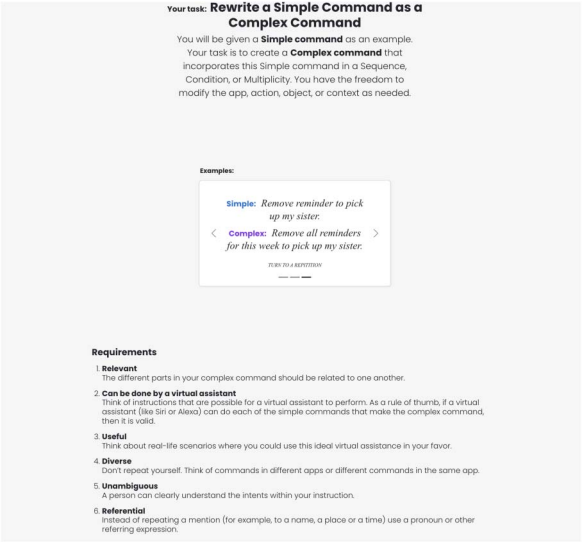 Your task: Rewrite a Simple Command as a
Complex Command
You will be given a Simple command as an example.
Your task is to create a Complex command that
incorporates this Simple command in a Sequence,
Condition, or Multiplicity. You have the freedom to
modify the app, action, object, or context as needed.
Examples:
Simple: Remove reminder to pick
up my sister.
Complex: Remove all reminders
for this week to pick up my sister.
TURN TO A REPITITION
Requirements
1. Relevant
The different parts in your complex command should be related to one another.
2. Can be done by a virtual assistant
Think of instructions that are possible for a virtual assistant to perform. As a rule of thumb, if a virtual
assistant (like Siri or Alexa) can do each of the simple commands that make the complex command,
then it is valid.
3. Useful
Think about real-life scenarios where you could use this ideal virtual assistance in your favor.
4. Diverse
Don't repeat yourself. Think of commands in different apps or different commands in the same app.
5. Unambiguous
A person can clearly understand the intents within your instruction.
6. Referential
Instead of repeating a mention (for example, to a name, a place or a time) use a pronoun or other
referring expression.